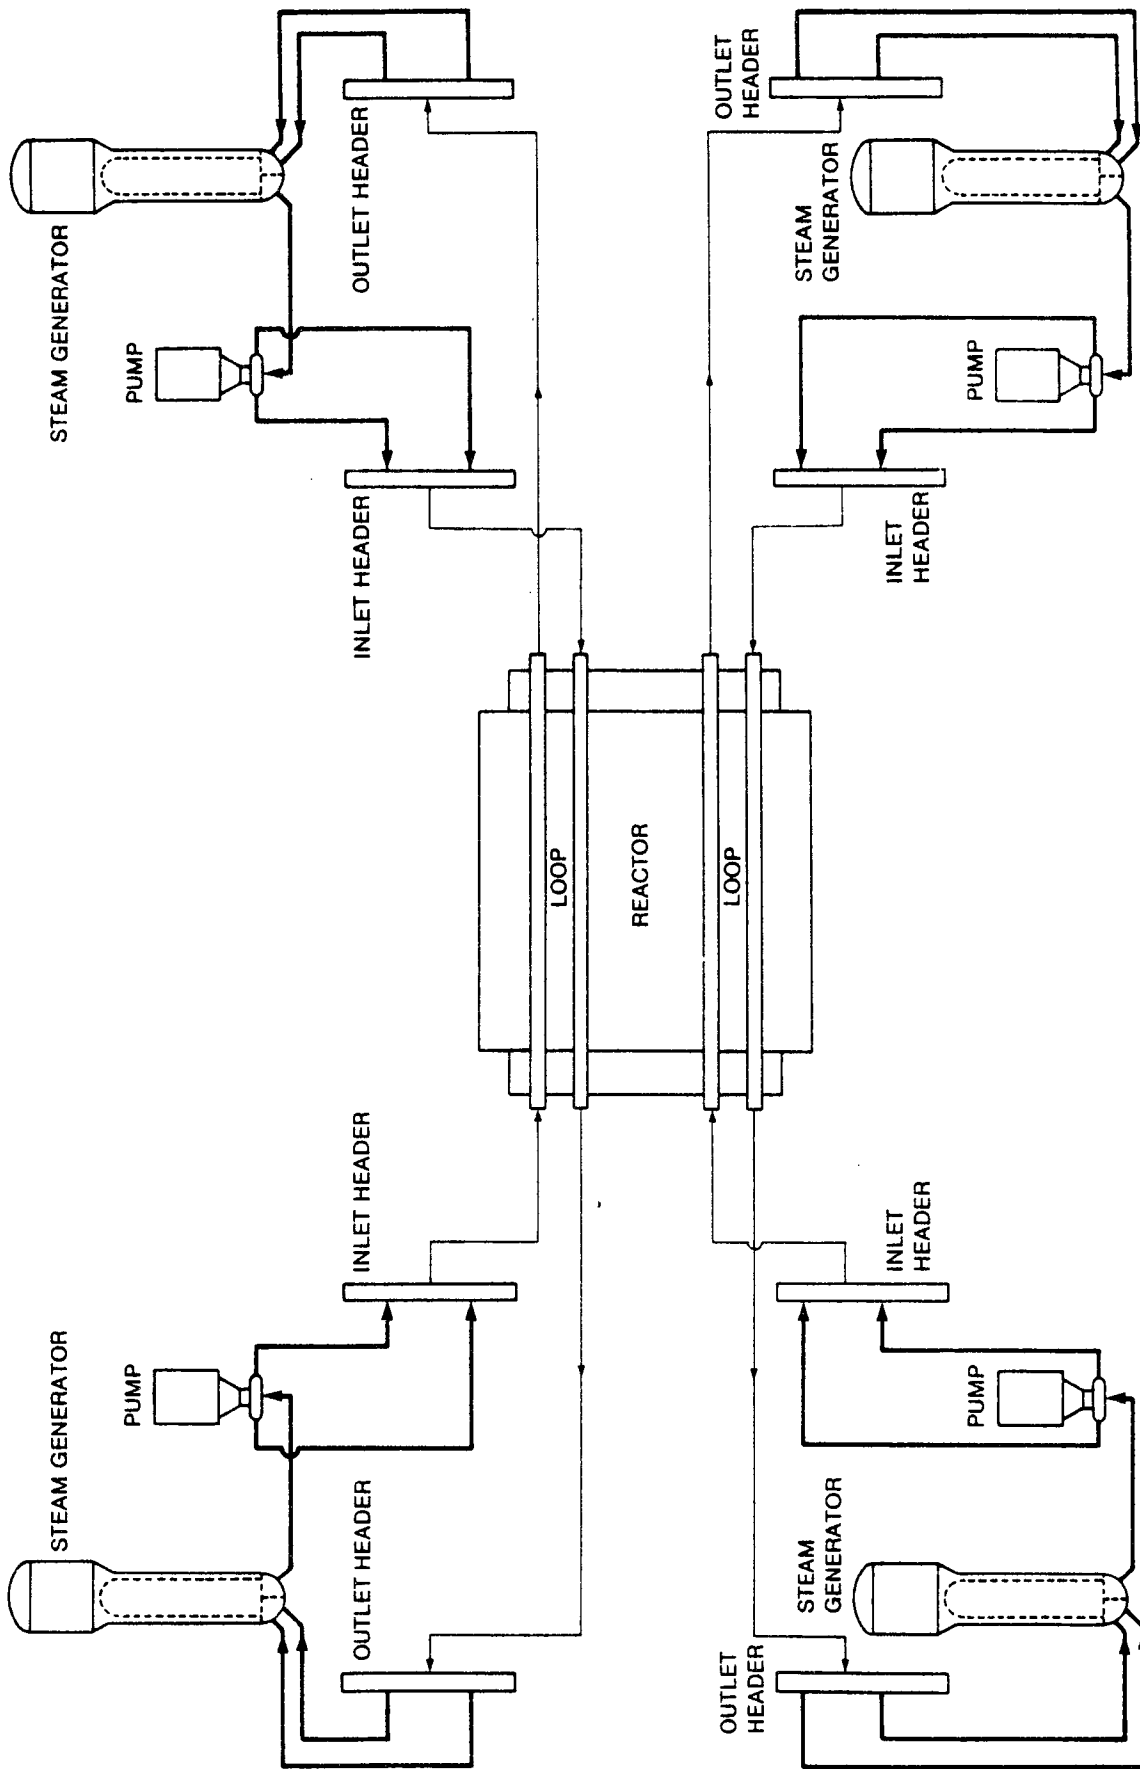 STEAM GENERATOR
PUMP
OUTLET HEADER
INLET HEADER
STEAM GENERATOR
PUMP
INLET HEADER
OUTLET HEADER
LOOP
REACTOR
LOOP
OUTLET
HEADER
STEAM
GENERATOR
PUMP
INLET
HEADER
INLET
HEADER
PUMP
STEAM
GENERATOR
OUTLET
HEADER